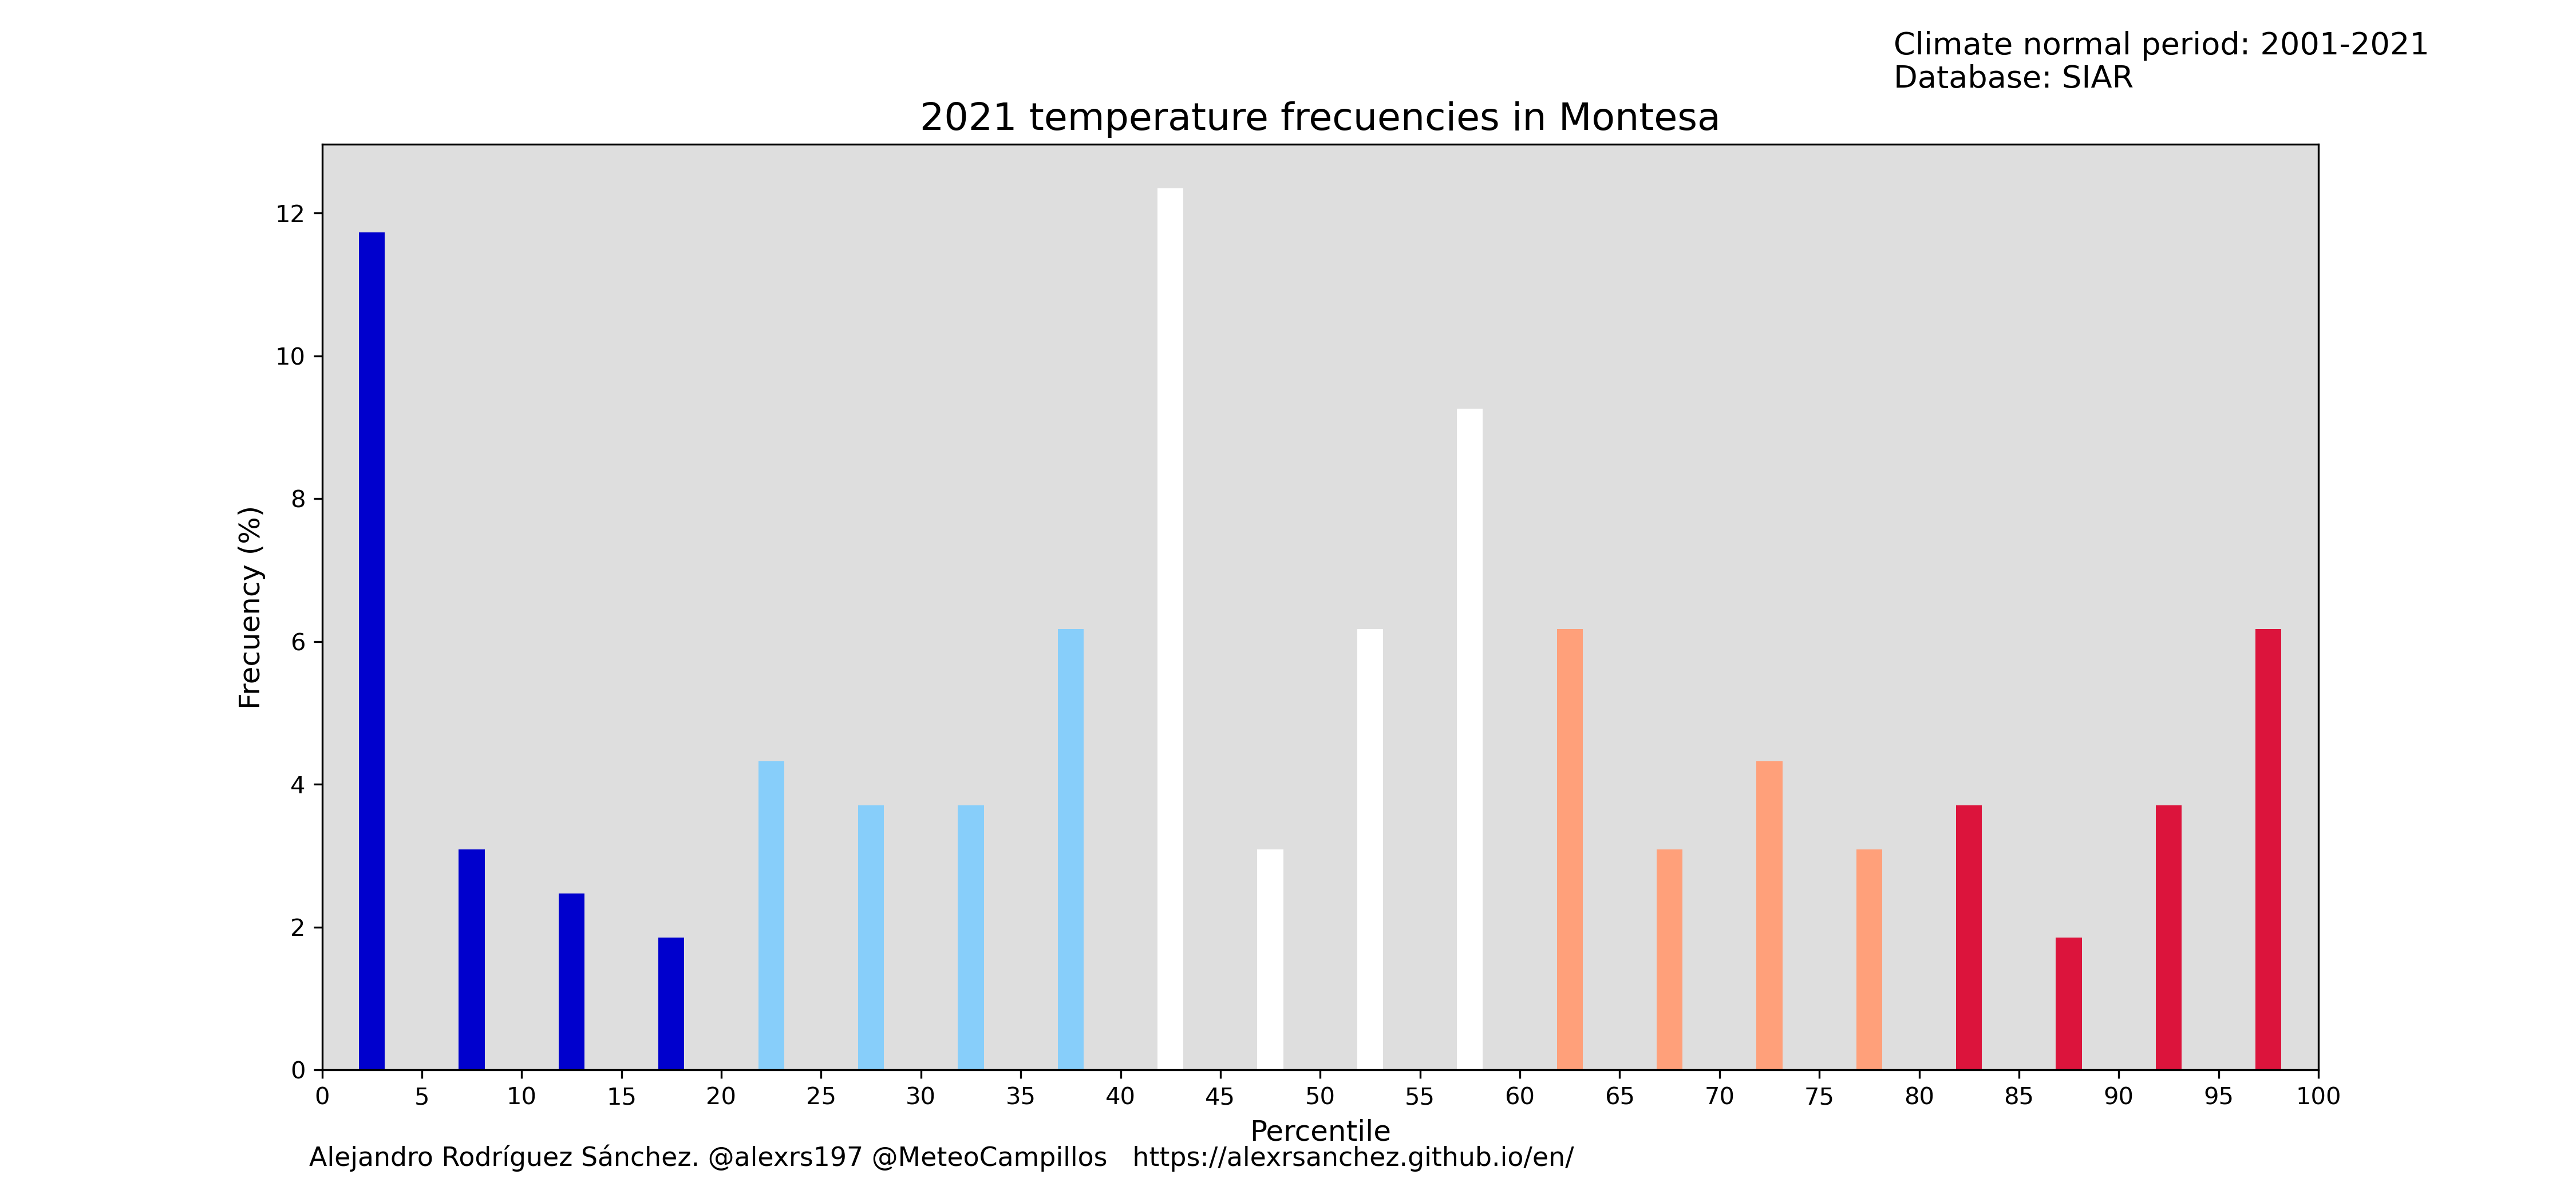 Climate normal period: 2001-2021
Database: SIAR
2021 temperature frecuencies in Montesa
Frecuency (%)
12
10
8
6
4
2
0
0 5 10 15 20 25 30 35 40 45 50 55 60 65 70 75 80 85 90 95 100
Percentile
Alejandro Rodríguez Sánchez. @alexrs197 @MeteoCampillos https://alexrsanchez.github.io/en/